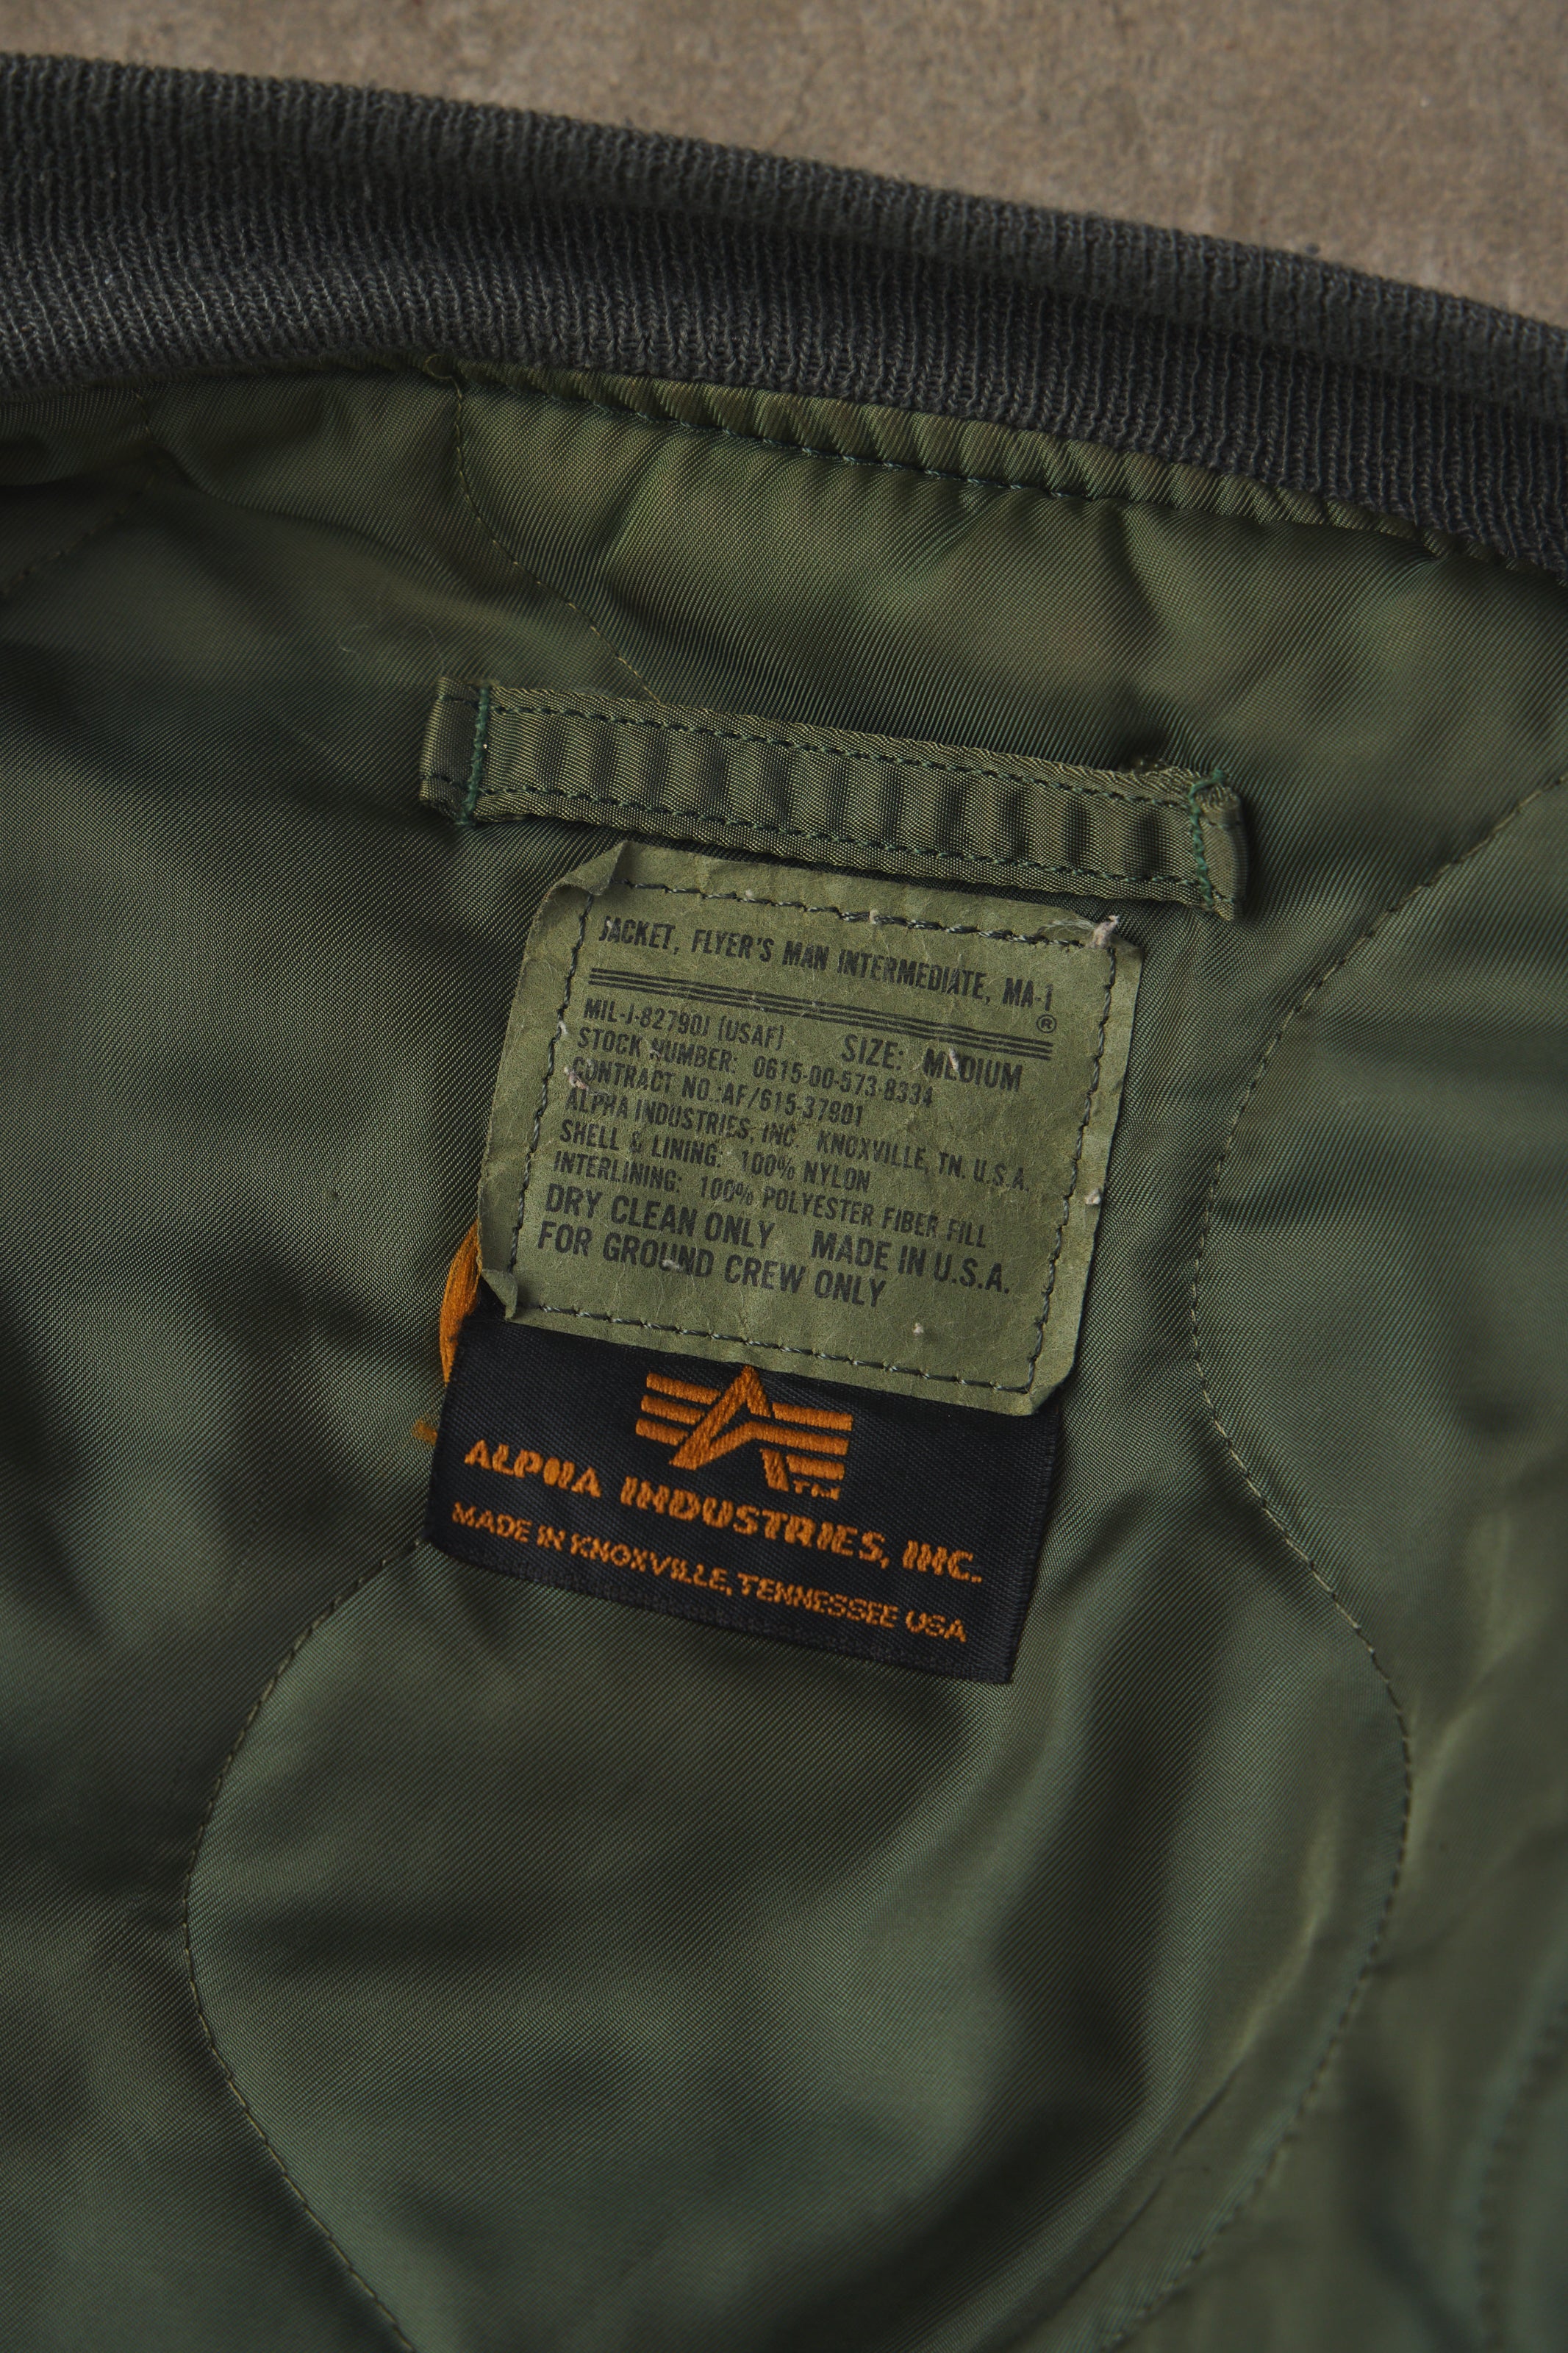 JACKET, FLYER'S MAN INTERMEDIATE, MA-1
®
MIL-J-8279OJ (USAF) SIZE: MEDIUM
STOCK NUMBER: 0615-00-573-8334
CONTRACT NO.:AF/615-37901
ALPHA INDUSTRIES, INC. KNOXVILLE, TN. U.S.A.
SHELL & LINING: 100% NYLON
INTERLINING: 100% POLYESTER FIBER FILL
DRY CLEAN ONLY MADE IN U.S.A.
FOR GROUND CREW ONLY
TM
ALPHA INDUSTRIES, INC.
MADE IN KNOXVILLE, TENNESSEE USA